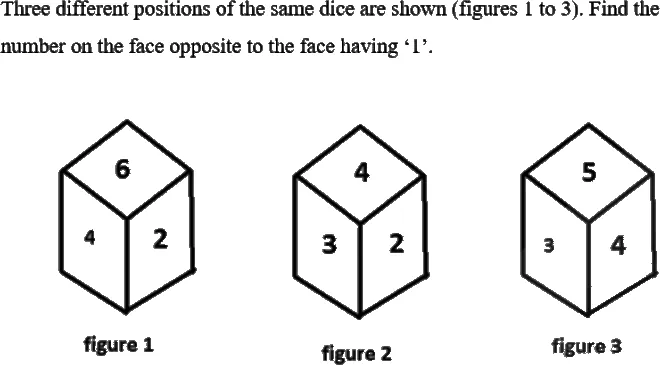 Three different positions of the same dice are shown (figures 1 to 3). Find the
number on the face opposite to the face having ‘1’.
6
4 2
4
3 2
5
3 4
figure 1
figure 2
figure 3